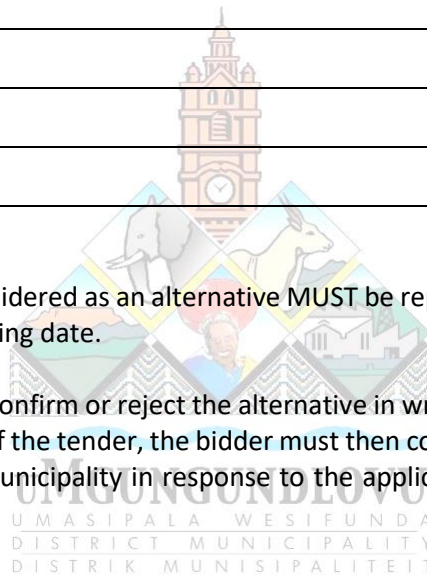 idered as an alternative MUST be rep
ing date.
onfirm or reject the alternative in wr
f the tender, the bidder must then co
unicipality in response to the applic
UMGUNGUNDLOVU
UMASIPALA WESIFUNDA
DISTRICT MUNICIPALITY
DISTRIK MUNISIPALITEIT